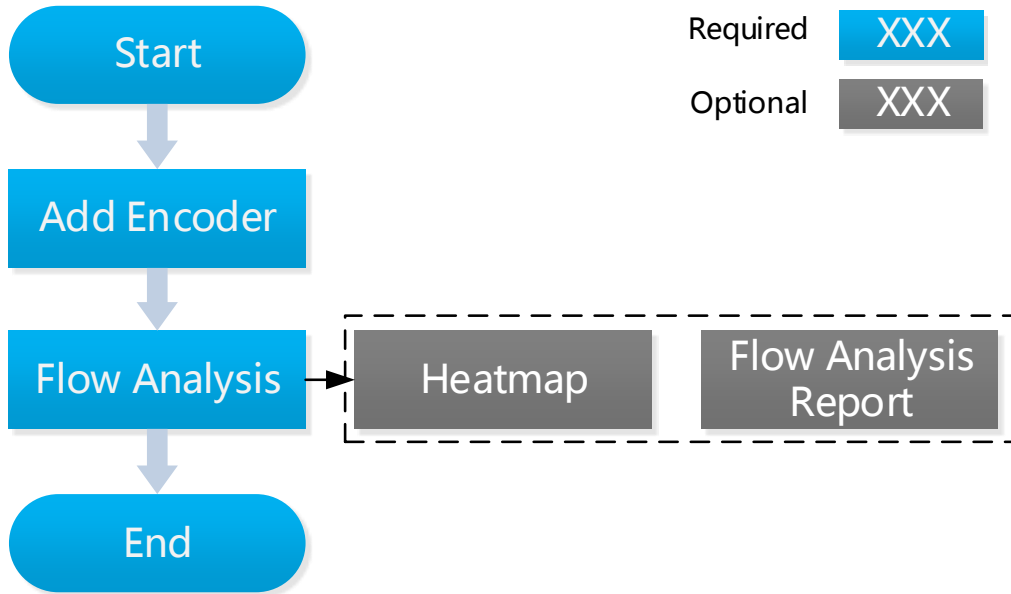 Start
Required XXX
Optional XXX
Add Encoder
Flow Analysis
Heatmap
Flow Analysis
Report
End